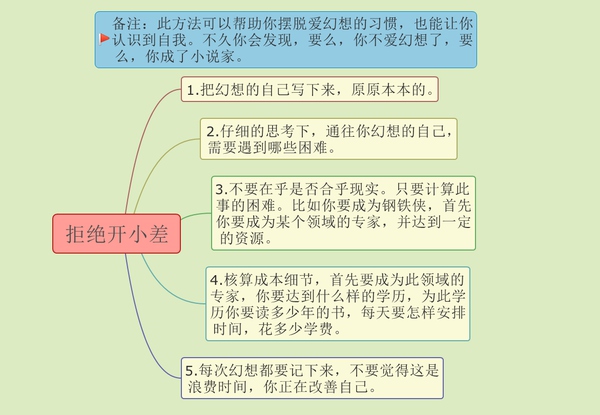 备注：此方法可以帮助你摆脱爱幻想的习惯，也能让你
认识到自我。不久你会发现，要么，你不爱幻想了，要
么，你成了小说家。
1.把幻想的自己写下来，原原本本的。
2.仔细的思考下，通往你幻想的自己，
需要遇到哪些困难。
3.不要在乎是否合乎现实。只要计算此
事的困难。比如你要成为钢铁侠，首先
你要成为某个领域的专家，并达到一定
的资源。
拒绝开小差
4.核算成本细节，首先要成为此领域的
专家，你要达到什么样的学历，为此学
历你要读多少年的书，每天要怎样安排
时间，花多少学费。
5.每次幻想都要记下来，不要觉得这是
浪费时间，你正在改善自己。